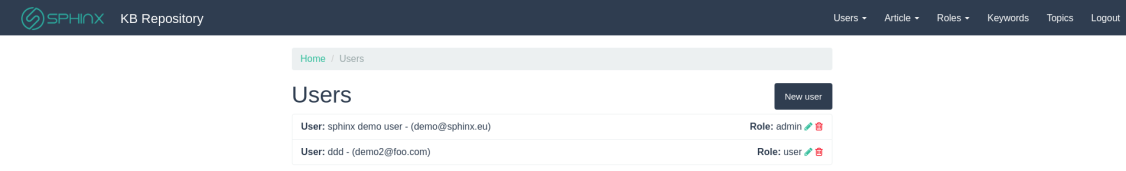 SPHINX KB Repository Users Article Roles Keywords Topics Logout
Home / Users
Users New user
User: sphinx demo user - (demo@sphinx.eu) Role: admin
User: ddd - (demo2@foo.com) Role: user